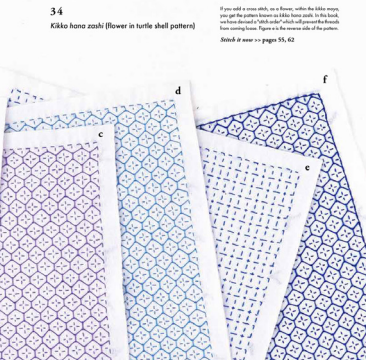 34
Kikko hana zashi (flower in turtle shell pattern)
If you add a cross stitch, as a flower, within the kikko moyo,
you get the pattern known as kikko hana zashi. In this book,
we have devised a "stitch order" which will prevent the threads
from coming loose. Figure e is the reverse side of the pattern.
Stitch it now >> pages 55, 62
f
d
c
e